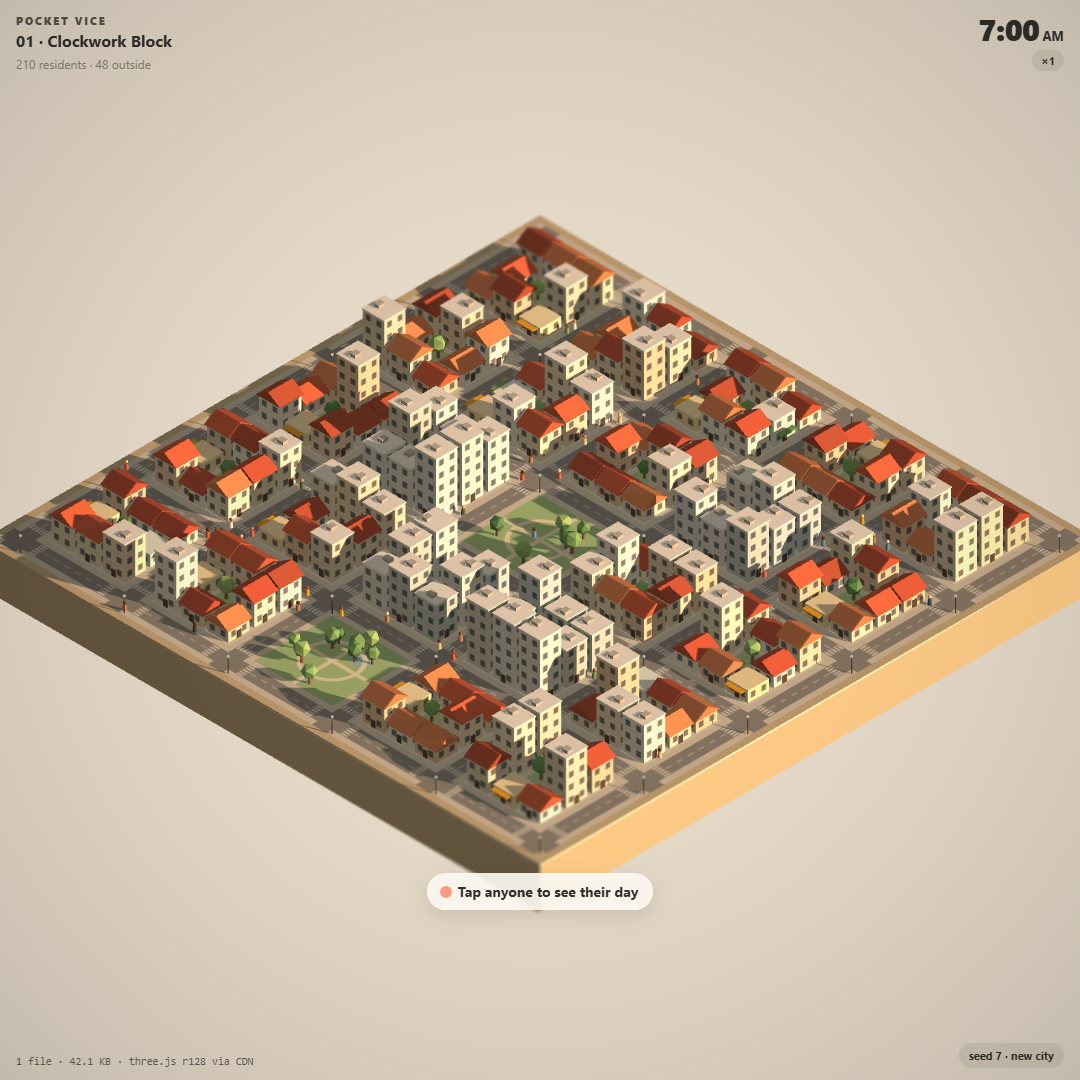 POCKET VICE
01 · Clockwork Block
210 residents · 48 outside
7:00 AM
×1
Tap anyone to see their day
1 file · 42.1 KB · three.js r128 via CDN
seed 7 · new city